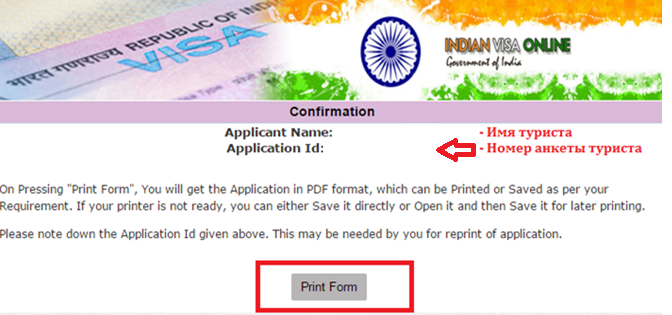 भारत गणराज्य REPUBLIC OF INDIA
VISA
INDIAN VISA ONLINE
Government of India
Confirmation
Applicant Name: - Имя туриста
Application Id: - Номер анкеты туриста
On Pressing "Print Form", You will get the Application in PDF format, which can be Printed or Saved as per your
Requirement. If your printer is not ready, you can either Save it directly or Open it and then Save it for later printing.
Please note down the Application Id given above. This may be needed by you for reprint of application.
Print Form